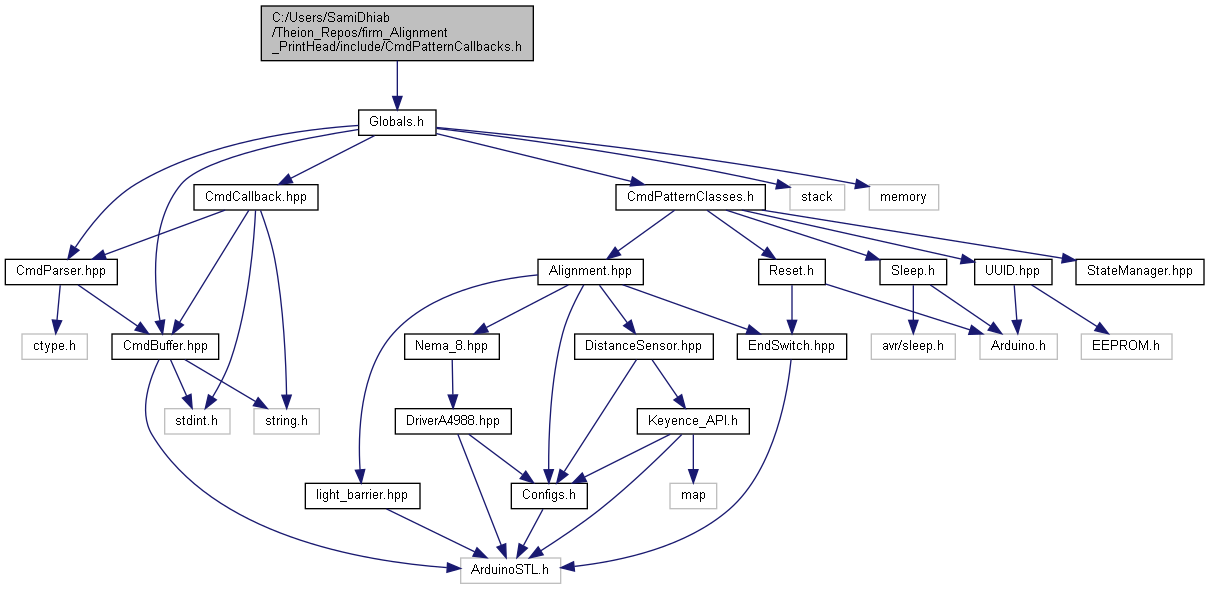 C:/Users/SamiDhiab
/Theion_Repos/firm_Alignment
_PrintHead/include/CmdPatternCallbacks.h
Globals.h
CmdCallback.hpp
CmdPatternClasses.h
stack
memory
CmdParser.hpp
Alignment.hpp
Reset.h
Sleep.h
UUID.hpp
StateManager.hpp
ctype.h
CmdBuffer.hpp
Nema_8.hpp
DistanceSensor.hpp
EndSwitch.hpp
avr/sleep.h
Arduino.h
EEPROM.h
stdint.h
string.h
DriverA4988.hpp
Keyence_API.h
light_barrier.hpp
Configs.h
map
ArduinoSTL.h